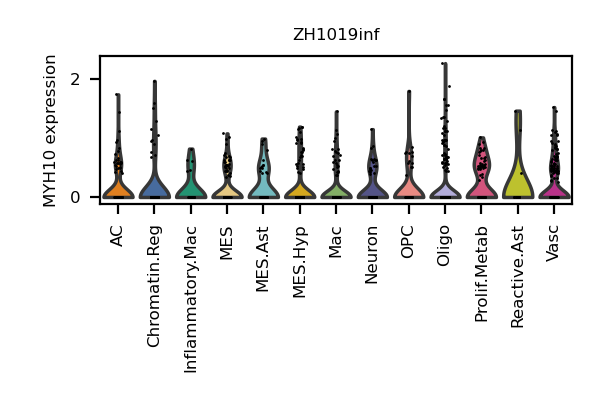 ZH1019inf
MYH10 expression
2
0
AC
Chromatin.Reg
Inflammatory.Mac
MES
MES.Ast
MES.Hyp
Mac
Neuron
OPC
Oligo
Prolif.Metab
Reactive.Ast
Vasc